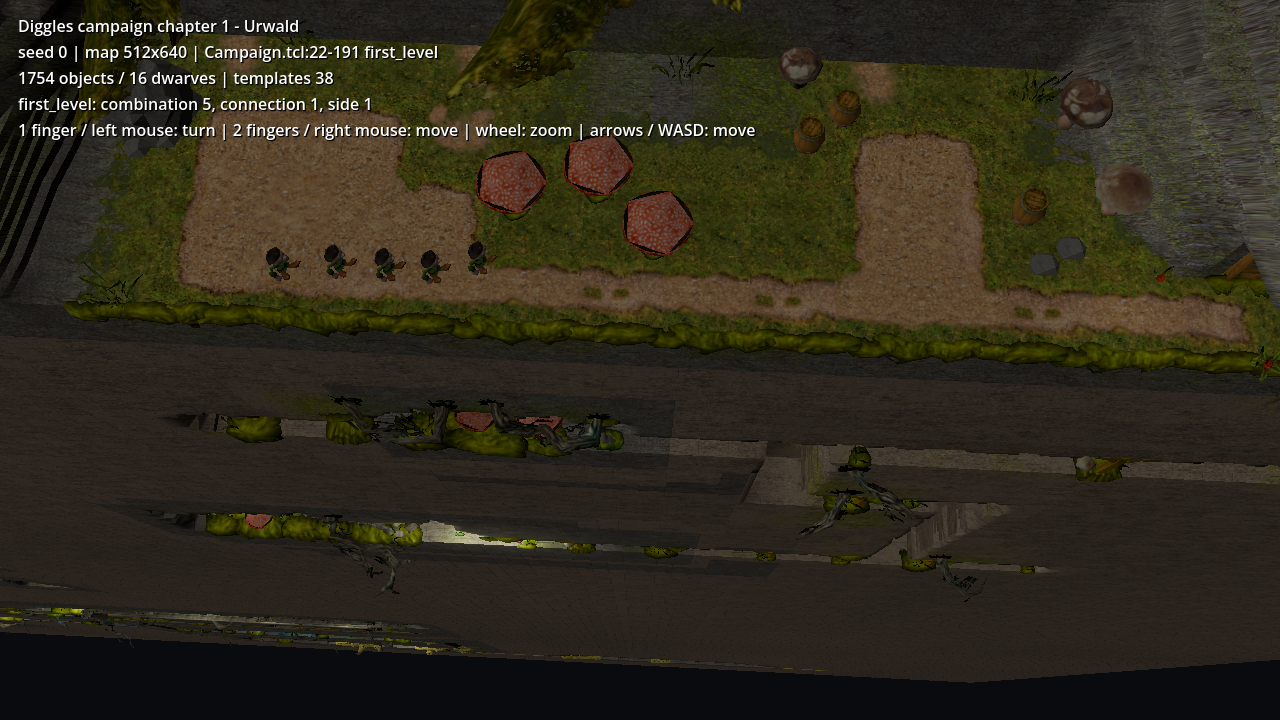 Diggles campaign chapter 1 - Urwald
seed 0 | map 512x640 | Campaign.tcl:22-191 first_level
1754 objects / 16 dwarves | templates 38
first_level: combination 5, connection 1, side 1
1 finger / left mouse: turn | 2 fingers / right mouse: move | wheel: zoom | arrows / WASD: move